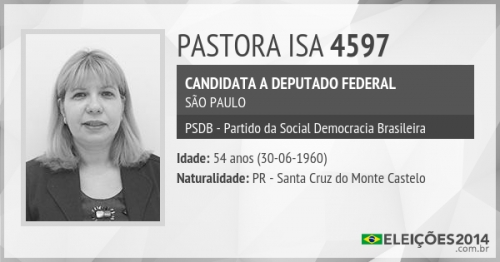 PASTORA ISA 4597
CANDIDATA A DEPUTADO FEDERAL
SÃO PAULO
PSDB - Partido da Social Democracia Brasileira
Idade: 54 anos (30-06-1960)
Naturalidade: PR - Santa Cruz do Monte Castelo
ELEIÇÕES2014
.com.br